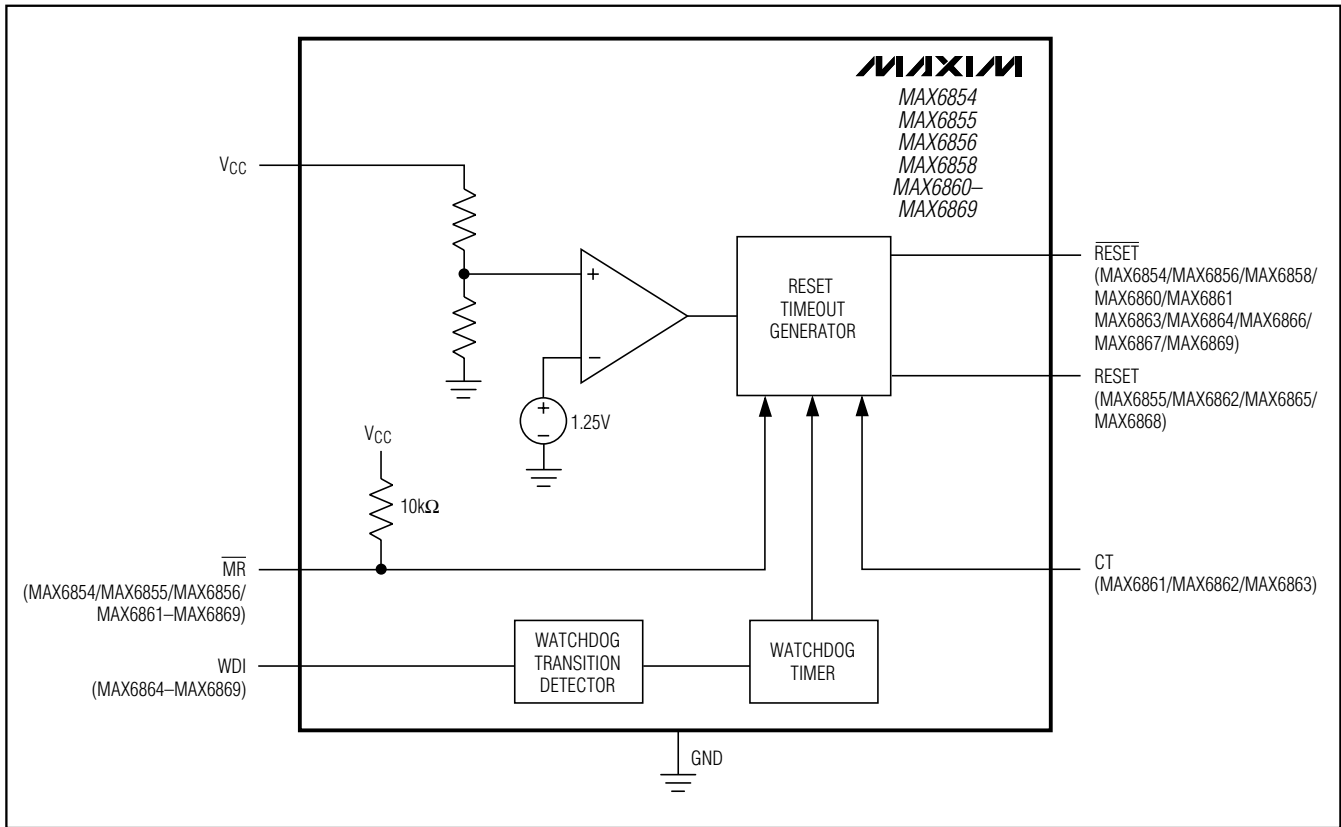 MAXIM
MAX6854
MAX6855
MAX6856
MAX6858
MAX6860–
MAX6869
VCC
+
−
+
−
1.25V
RESET
TIMEOUT
GENERATOR
RESET
(MAX6854/MAX6856/MAX6858/
MAX6860/MAX6861
MAX6863/MAX6864/MAX6866/
MAX6867/MAX6869)
RESET
(MAX6855/MAX6862/MAX6865/
MAX6868)
VCC
10kΩ
MR
(MAX6854/MAX6855/MAX6856/
MAX6861–MAX6869)
CT
(MAX6861/MAX6862/MAX6863)
WDI
(MAX6864–MAX6869)
WATCHDOG
TRANSITION
DETECTOR
WATCHDOG
TIMER
GND